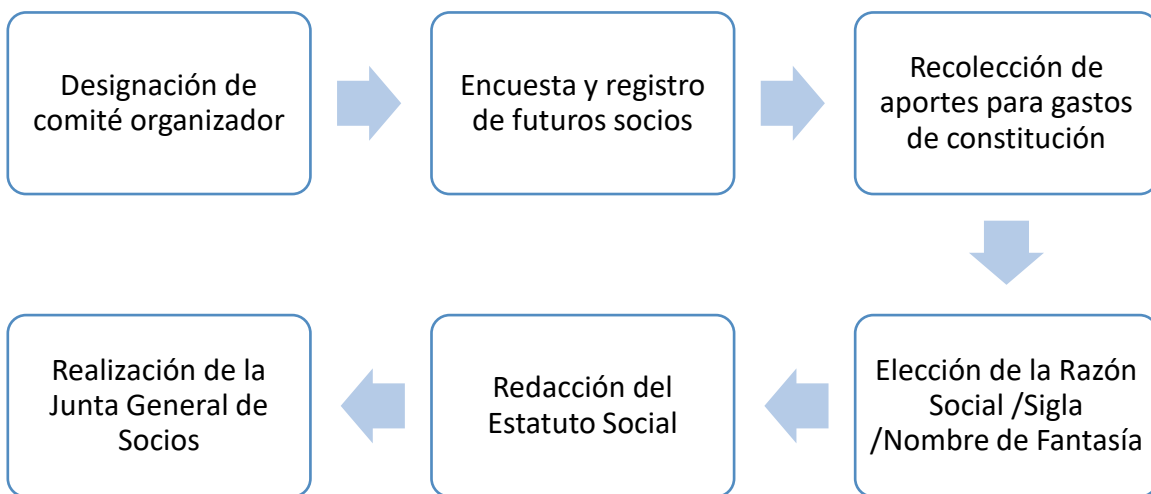 Designación de
comité organizador
Encuesta y registro
de futuros socios
Recolección de
aportes para gastos
de constitución
Elección de la Razón
Social /Sigla
/Nombre de Fantasía
Redacción del
Estatuto Social
Realización de la
Junta General de
Socios